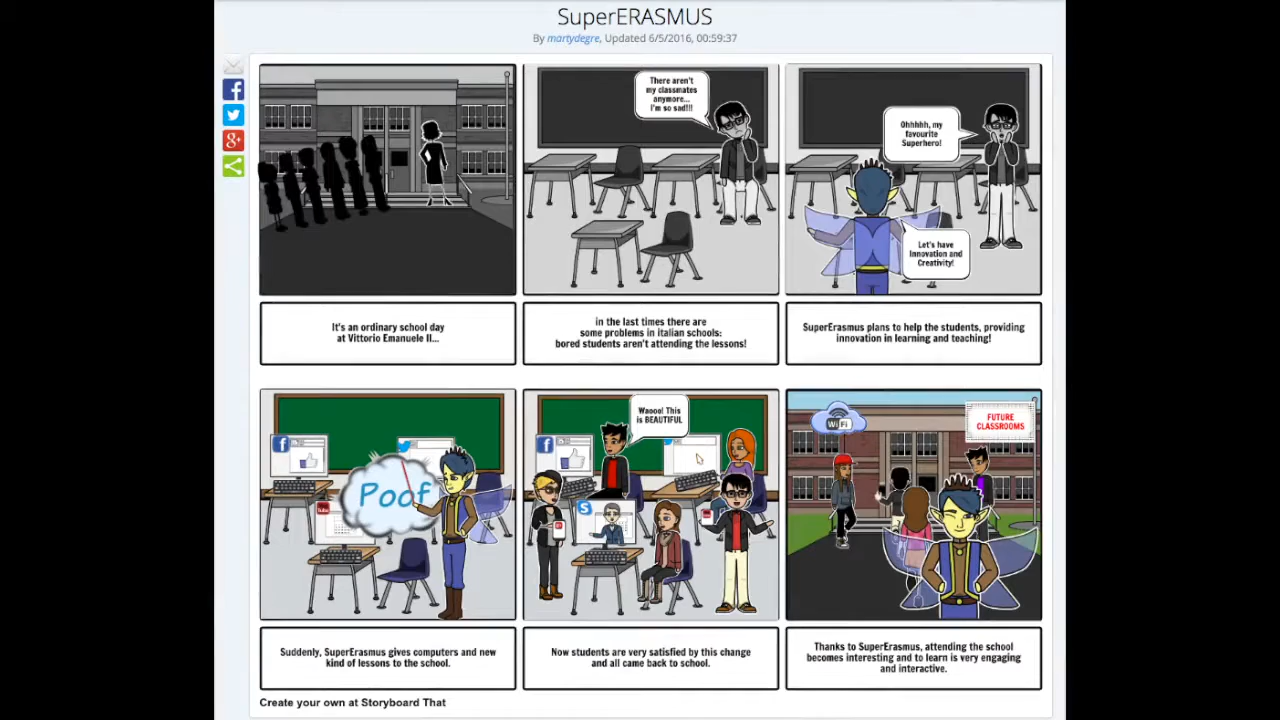 SuperERASMUS
By martydegre, Updated 6/5/2016, 00:59:37
There aren't
my classmates
anymore...
I'm so sad!!!
Ohhhhh, my
favourite
Superhero!
Let's have
Innovation and
Creativity!
It's an ordinary school day
at Vittorio Emanuele II...
in the last times there are
some problems in italian schools:
bored students aren't attending the lessons!
SuperErasmus plans to help the students, providing
innovation in learning and teaching!
Poof
Waooo! This
is BEAUTIFUL
WiFi
FUTURE
CLASSROOMS
Suddenly, SuperErasmus gives computers and new
kind of lessons to the school.
Now students are very satisfied by this change
and all came back to school.
Thanks to SuperErasmus, attending the school
becomes interesting and to learn is very engaging
and interactive.
Create your own at Storyboard That